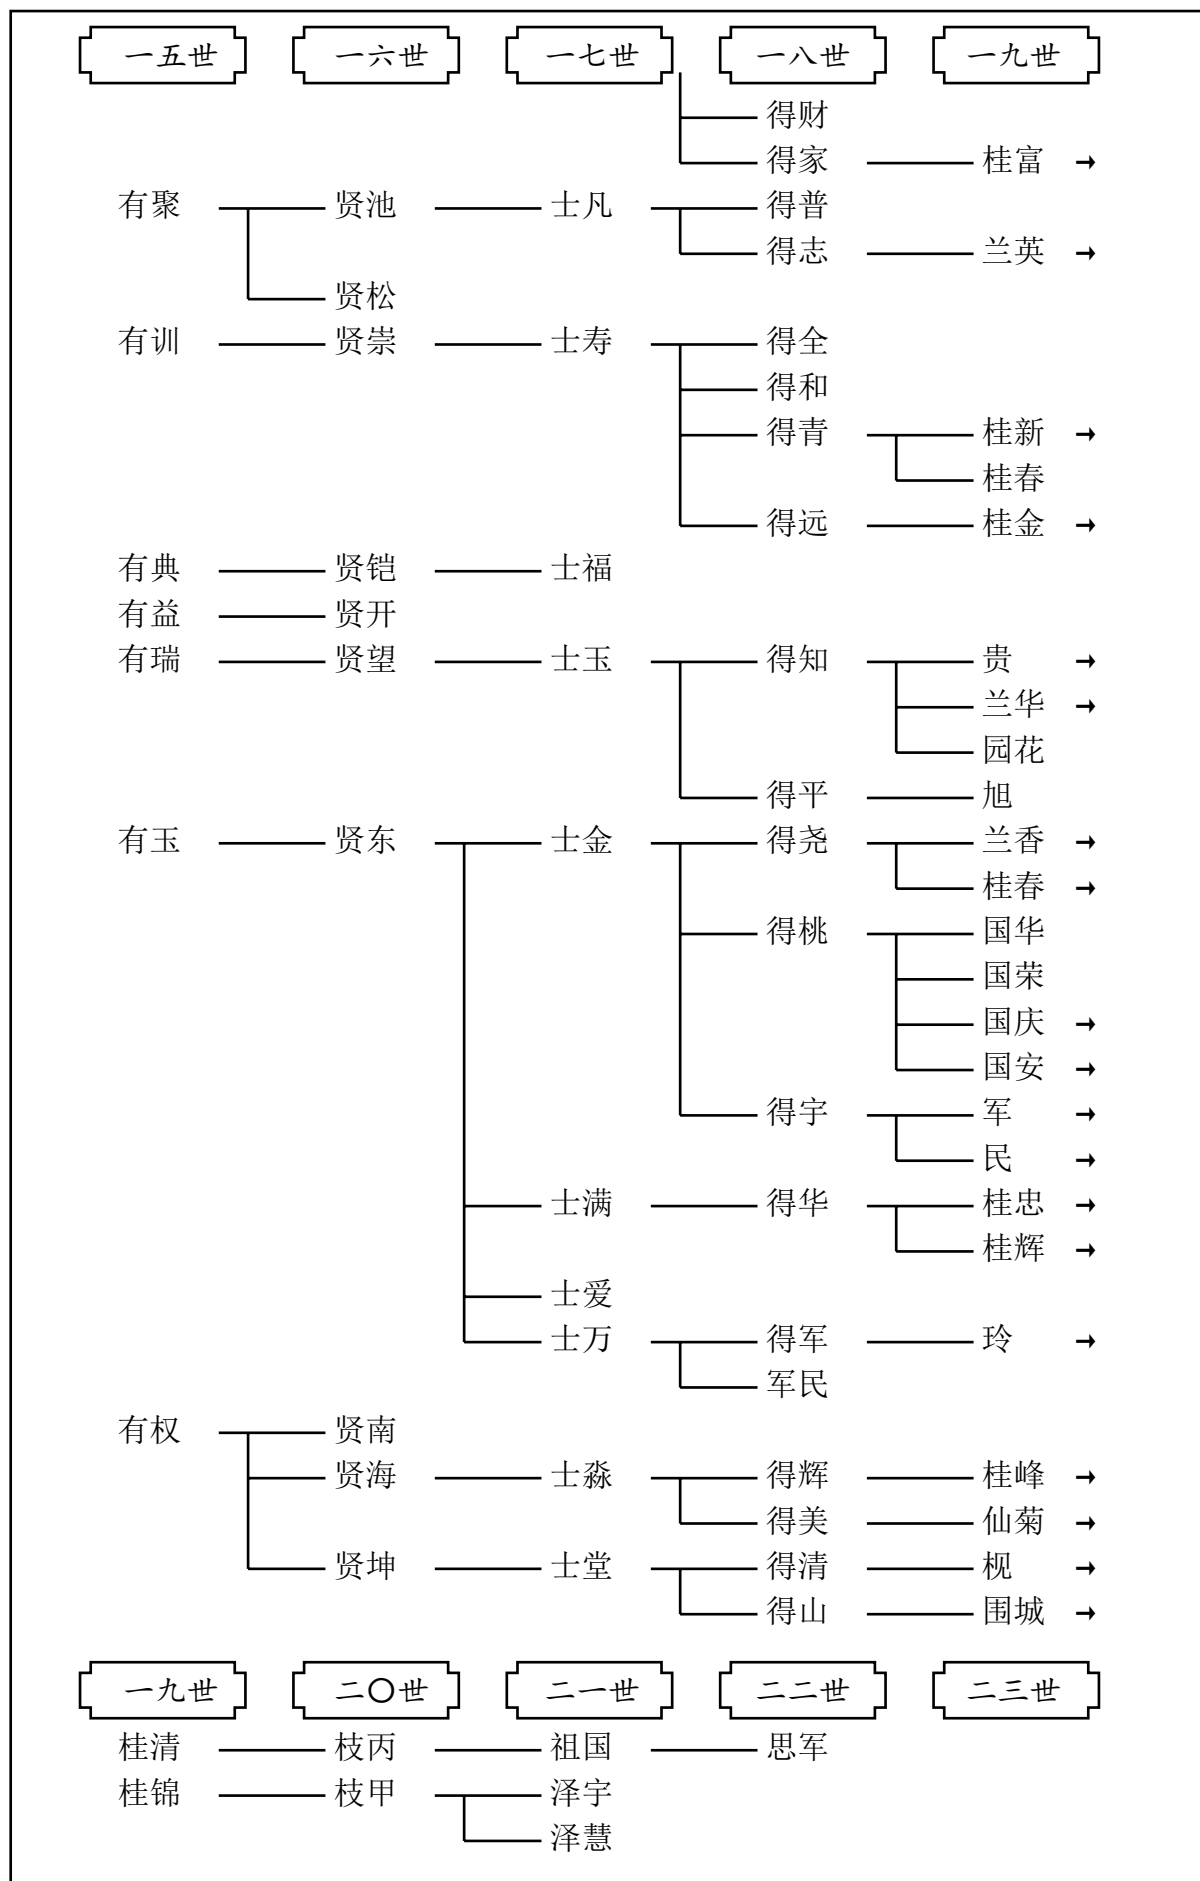 一五世 一六世 一七世 一八世 一九世
得财
得家 桂富 →
有聚 贤池 士凡 得普
得志 兰英 →
贤松
有训 贤崇 士寿 得全
得和
得青 桂新 →
桂春
得远 桂金 →
有典 贤铠 士福
有益 贤开
有瑞 贤望 士玉 得知 贵 →
兰华 →
园花
得平 旭
有玉 贤东 士金 得尧 兰香 →
桂春 →
得桃 国华
国荣
国庆 →
国安 →
得宇 军 →
民 →
士满 得华 桂忠 →
桂辉 →
士爱
士万 得军 玲 →
军民
有权 贤南
贤海 士淼 得辉 桂峰 →
得美 仙菊 →
贤坤 士堂 得清 枧 →
得山 围城 →
一九世 二〇世 二一世 二二世 二三世
桂清 枝丙 祖国 思军
桂锦 枝甲 泽宇
泽慧